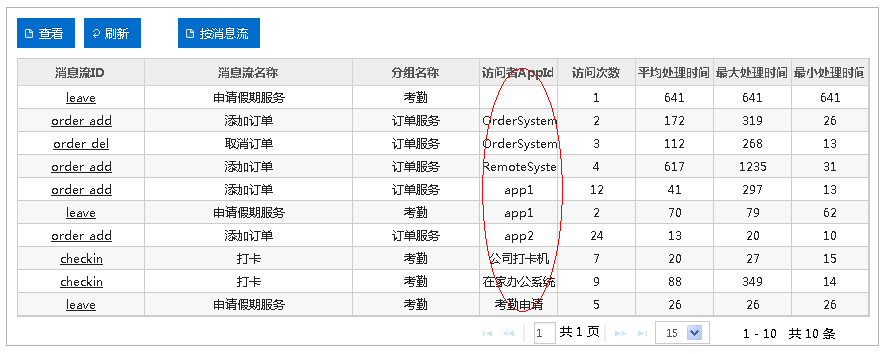 查看 刷新 按消息流
消息流ID 消息流名称 分组名称 访问者AppId 访问次数 平均处理时间 最大处理时间 最小处理时间
leave 申请假期服务 考勤 1 641 641 641
order_add 添加订单 订单服务 OrderSystem 2 172 319 26
order_del 取消订单 订单服务 OrderSystem 3 112 268 13
order_add 添加订单 订单服务 RemoteSyste 4 617 1235 31
order_add 添加订单 订单服务 app1 12 41 297 13
leave 申请假期服务 考勤 app1 2 70 79 62
order_add 添加订单 订单服务 app2 24 13 20 10
checkin 打卡 考勤 公司打卡机 7 20 27 15
checkin 打卡 考勤 在家办公系统 9 88 349 14
leave 申请假期服务 考勤 考勤申请 5 26 26 26
1 共 1 页 15 1 - 10 共 10 条